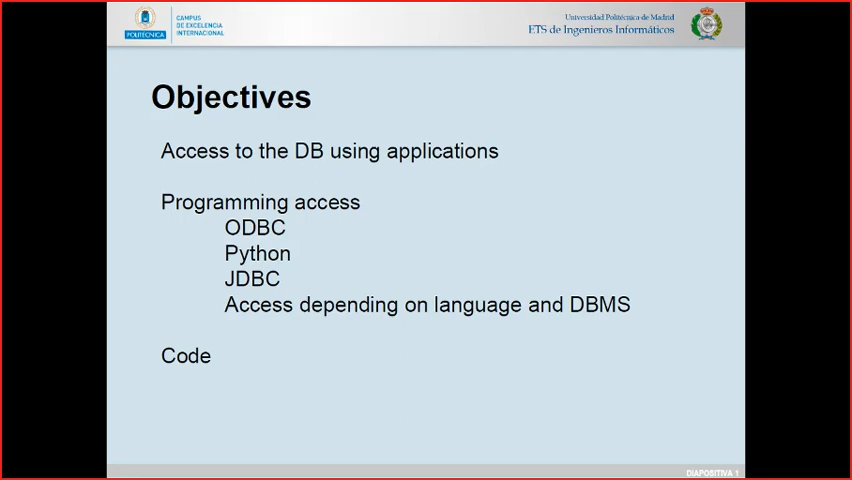 POLITÉCNICA
CAMPUS
DE EXCELENCIA
INTERNACIONAL
Universidad Politécnica de Madrid
ETS de Ingenieros Informáticos
Objectives
Access to the DB using applications
Programming access
ODBC
Python
JDBC
Access depending on language and DBMS
Code
DIAPOSITIVA 1